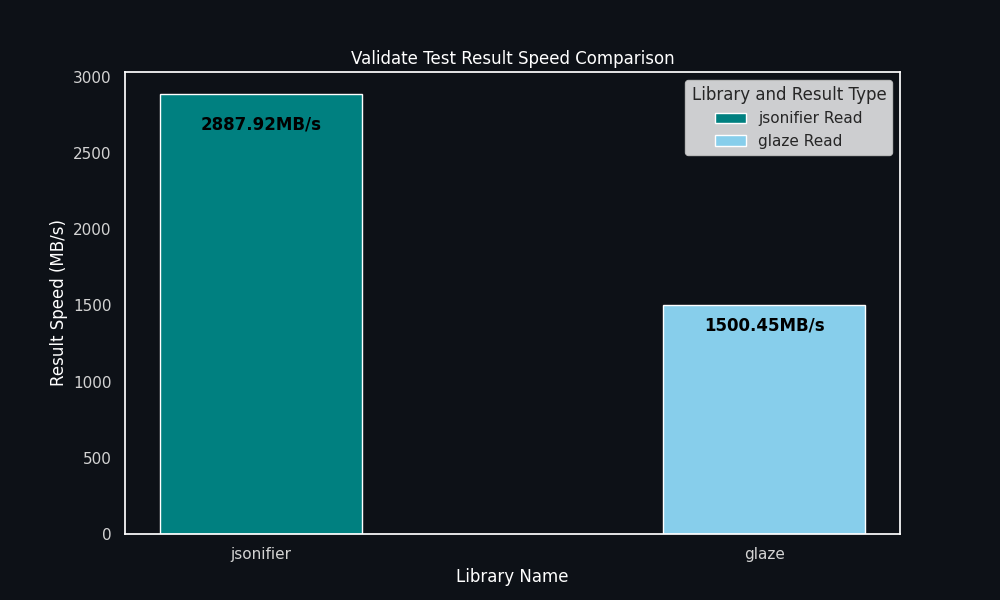 Validate Test Result Speed Comparison
3000
2500
2000
1500
1000
500
0
Result Speed (MB/s)
2887.92MB/s
1500.45MB/s
Library and Result Type
jsonifier Read
glaze Read
jsonifier
glaze
Library Name